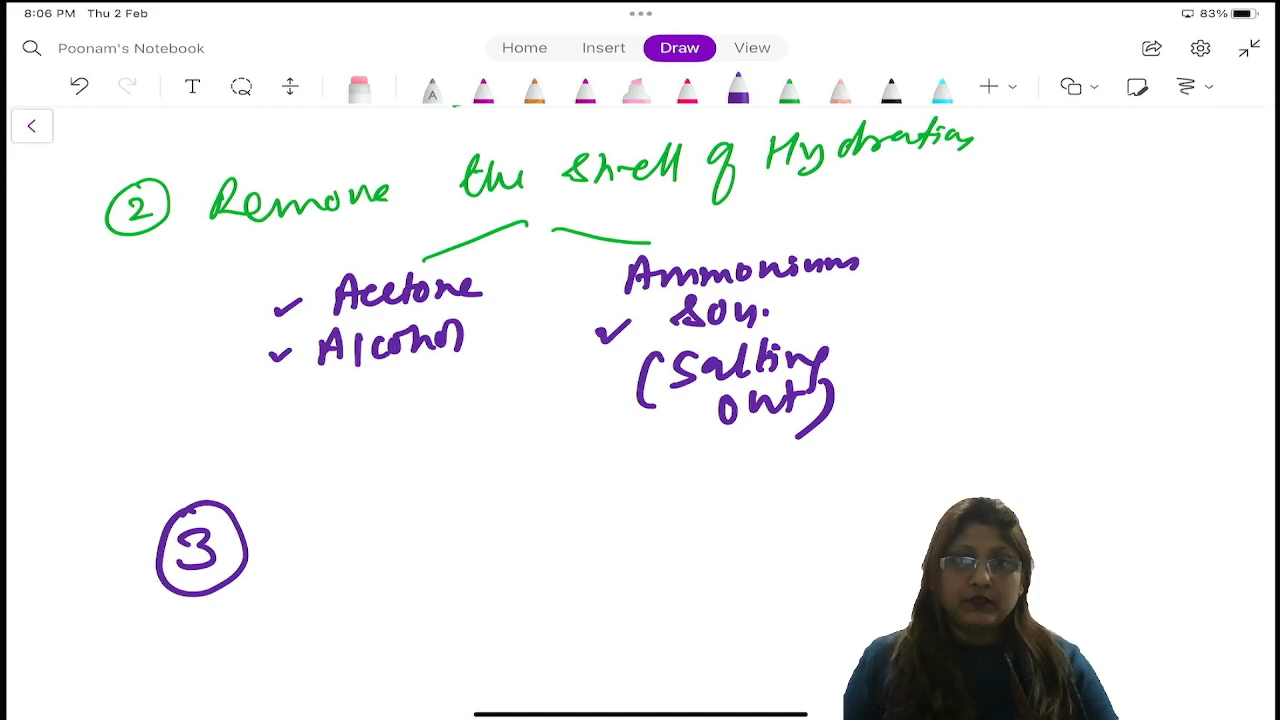 8:06 PM Thu 2 Feb
83%
Poonam's Notebook
Home Insert Draw View
A
2 Remove the Shell of Hydration
Acetone
Alcohol
Ammonium
(Salting
out)
3